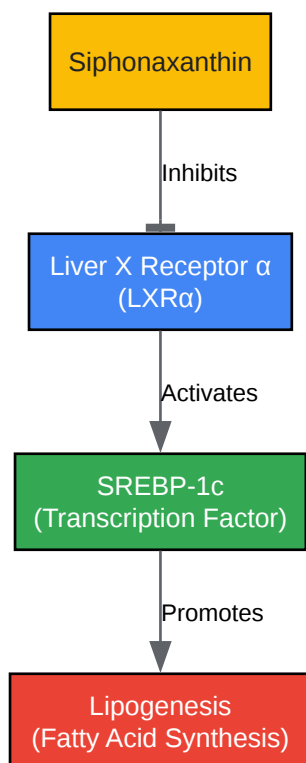 Siphonaxanthin
Inhibits
Liver X Receptor α
(LXRα)
Activates
SREBP-1c
(Transcription Factor)
Promotes
Lipogenesis
(Fatty Acid Synthesis)